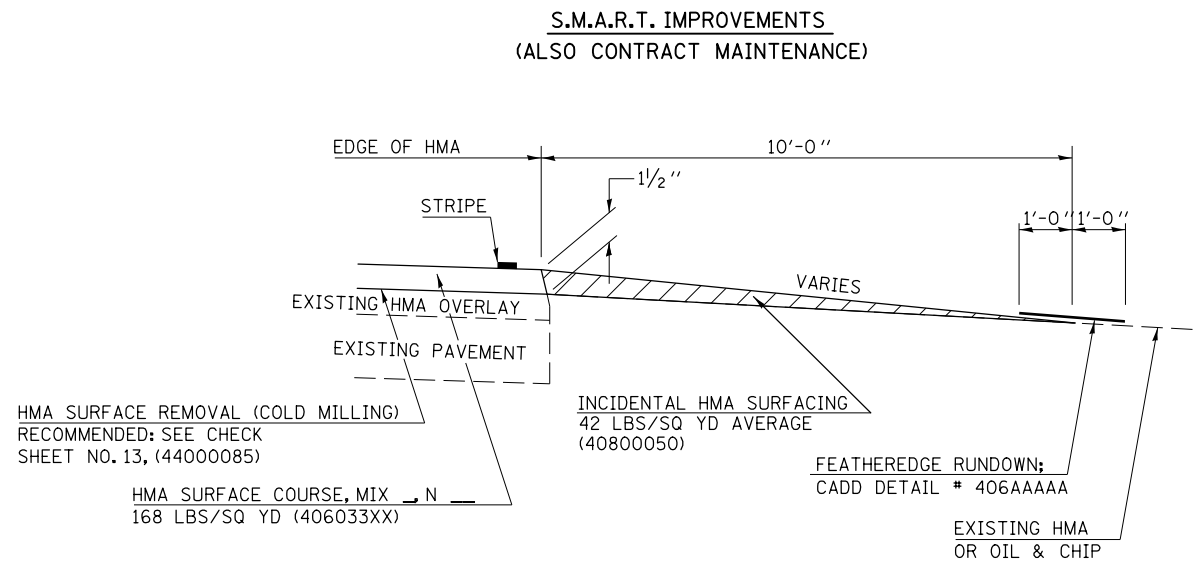 S.M.A.R.T. IMPROVEMENTS
(ALSO CONTRACT MAINTENANCE)
EDGE OF HMA
10'-0"
1 1/2"
STRIPE
1'-0" 1'-0"
VARIES
EXISTING HMA OVERLAY
EXISTING PAVEMENT
HMA SURFACE REMOVAL (COLD MILLING)
RECOMMENDED: SEE CHECK
SHEET NO. 13, (44000085)
INCIDENTAL HMA SURFACING
42 LBS/SQ YD AVERAGE
(40800050)
FEATHEREDGE RUNDOWN;
CADD DETAIL # 406AAAAA
HMA SURFACE COURSE, MIX _, N __
168 LBS/SQ YD (406033XX)
EXISTING HMA
OR OIL & CHIP